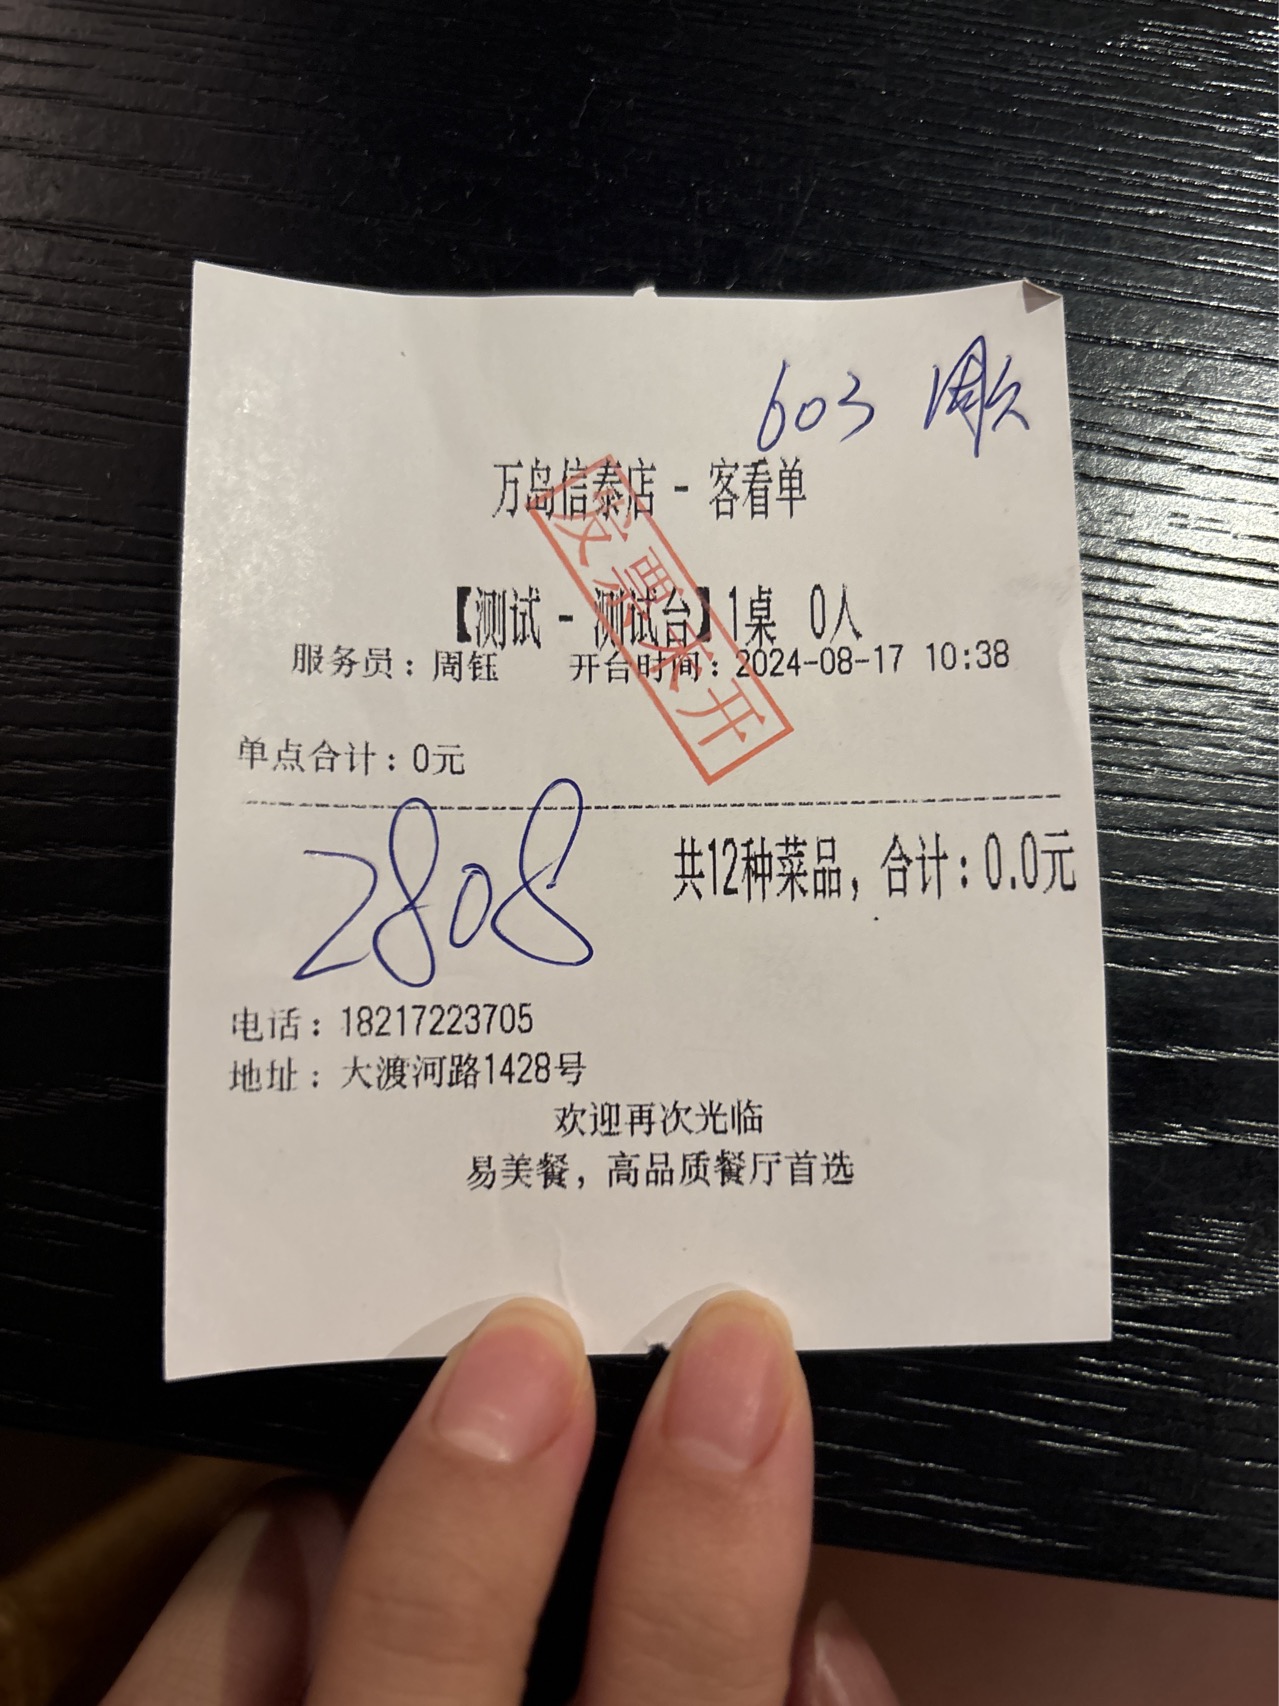 603
万岛信泰店 - 客看单
发票未开
【测试 - 测试台】1桌 0人
服务员：周钰 开台时间：2024-08-17 10:38
单点合计：0元
2808
共12种菜品，合计：0.0元
电话：18217223705
地址：大渡河路1428号
欢迎再次光临
易美餐，高品质餐厅首选